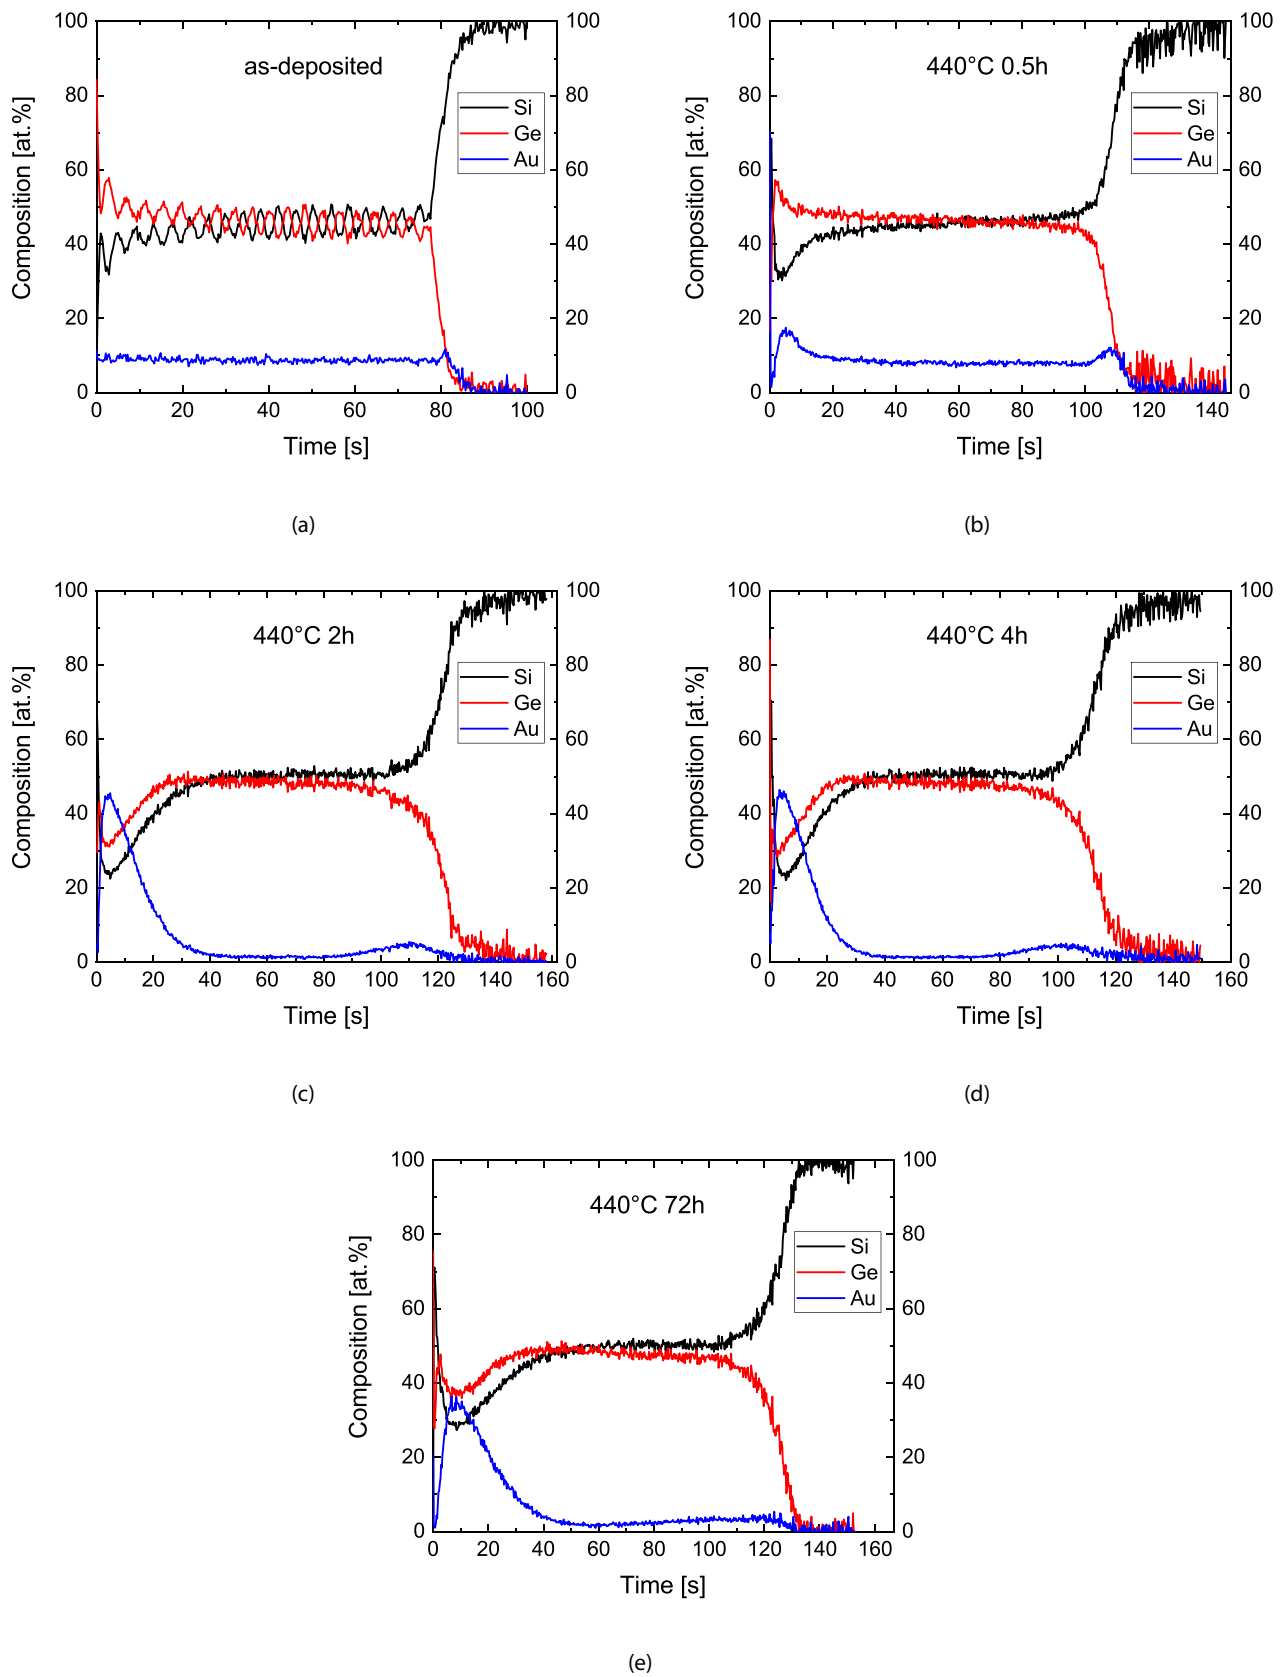 100 100
as-deposited
80 80
Si
Ge
Au
60 60
Composition [at.%]
40 40
20 20
0 0
0 20 40 60 80 100
Time [s]
(a)
100 100
440°C 0.5h
80 80
Si
Ge
Au
60 60
Composition [at.%]
40 40
20 20
0 0
0 20 40 60 80 100 120 140
Time [s]
(b)
100 100
440°C 2h
80 80
Si
Ge
Au
60 60
Composition [at.%]
40 40
20 20
0 0
0 20 40 60 80 100 120 140 160
Time [s]
(c)
100 100
440°C 4h
80 80
Si
Ge
Au
60 60
Composition [at.%]
40 40
20 20
0 0
0 20 40 60 80 100 120 140 160
Time [s]
(d)
100 100
440°C 72h
80 80
Si
Ge
Au
60 60
Composition [at.%]
40 40
20 20
0 0
0 20 40 60 80 100 120 140 160
Time [s]
(e)